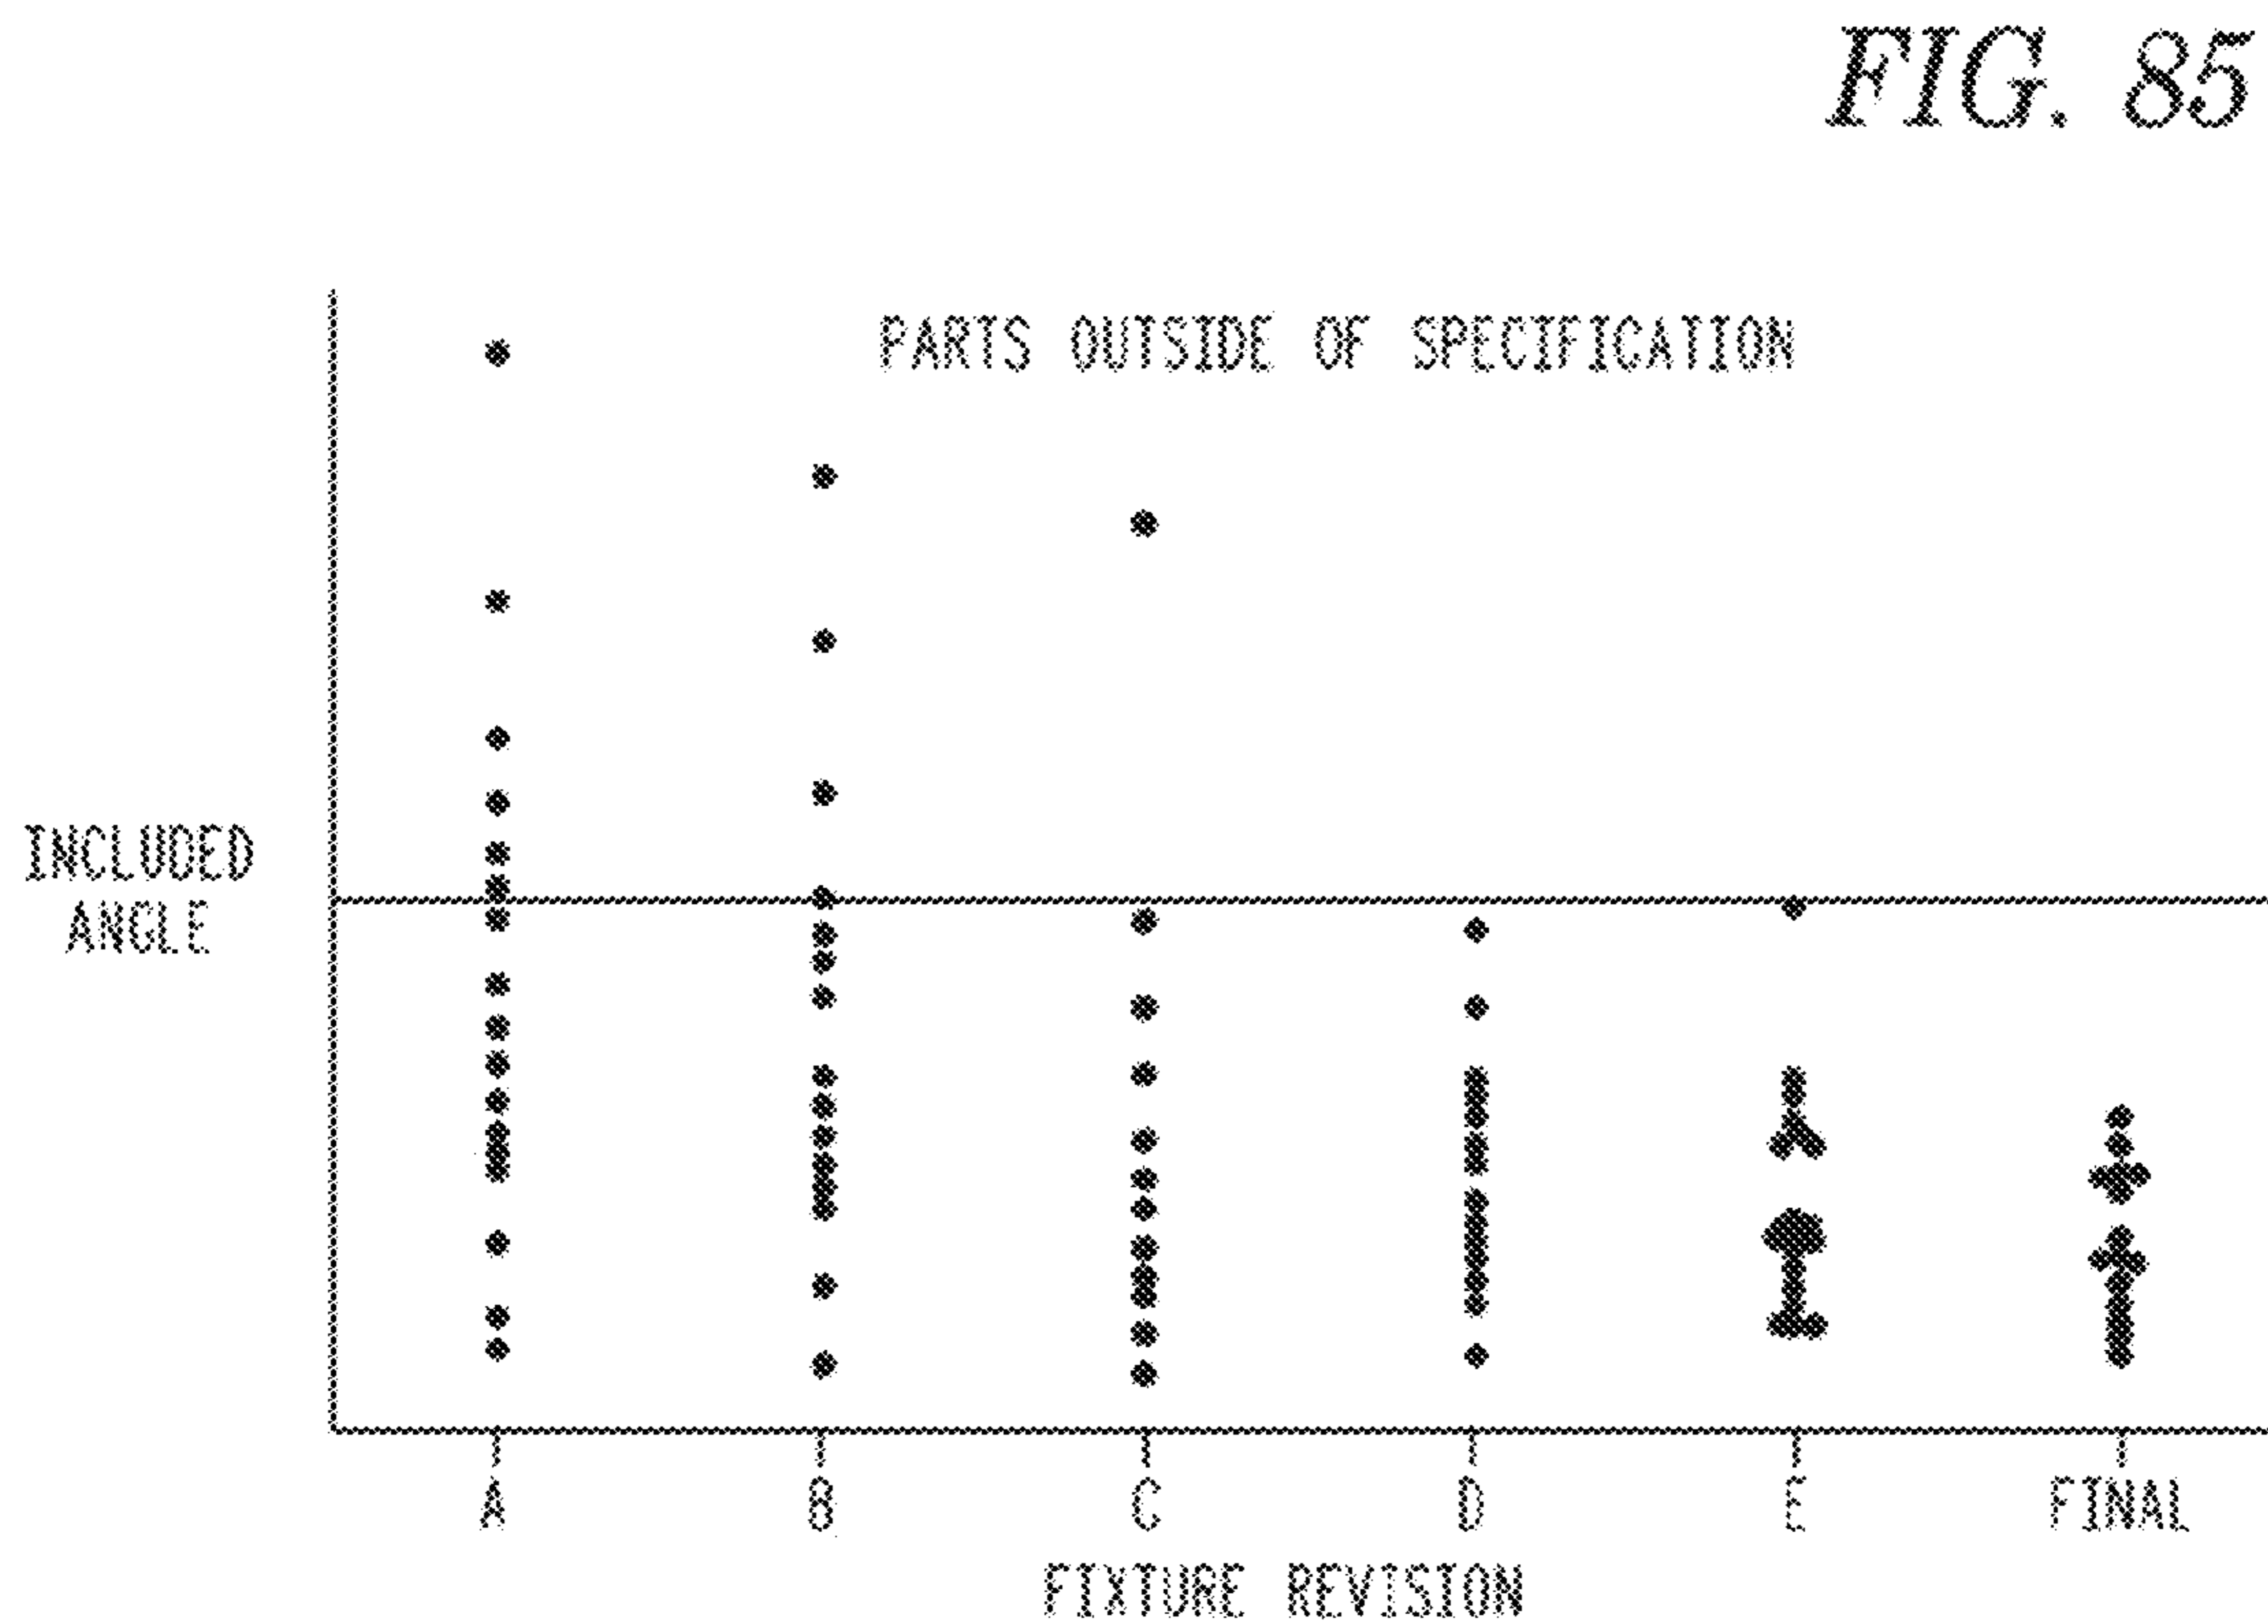 FIG. 85
PARTS OUTSIDE OF SPECIFICATION
INCLUDED
ANGLE
A B C D E FINAL
FIXTURE REVISION